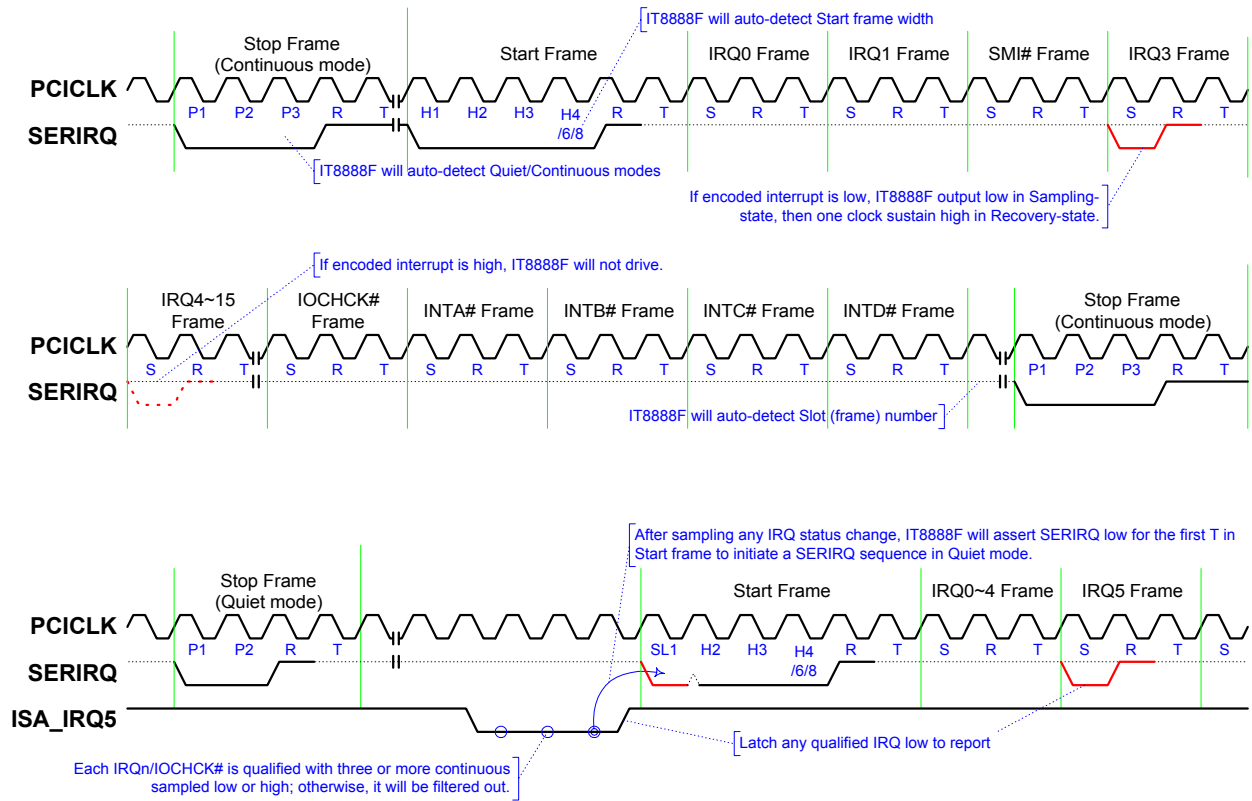 IT8888F will auto-detect Start frame width
Stop Frame
(Continuous mode)
Start Frame
IRQ0 Frame
IRQ1 Frame
SMI# Frame
IRQ3 Frame
PCICLK
P1 P2 P3 R T H1 H2 H3 H4 R T S R T S R T S R T S R T
/6/8
SERIRQ
IT8888F will auto-detect Quiet/Continuous modes
If encoded interrupt is low, IT8888F output low in Sampling-
state, then one clock sustain high in Recovery-state.
If encoded interrupt is high, IT8888F will not drive.
IRQ4~15
Frame
IOCHCK#
Frame
INTA# Frame
INTB# Frame
INTC# Frame
INTD# Frame
Stop Frame
(Continuous mode)
PCICLK
S R T S R T S R T S R T S R T S R T P1 P2 P3 R T
SERIRQ
IT8888F will auto-detect Slot (frame) number
After sampling any IRQ status change, IT8888F will assert SERIRQ low for the first T in
Start frame to initiate a SERIRQ sequence in Quiet mode.
Stop Frame
(Quiet mode)
Start Frame
IRQ0~4 Frame
IRQ5 Frame
PCICLK
P1 P2 R T SL1 H2 H3 H4 R T S R T S R T S
/6/8
SERIRQ
ISA_IRQ5
Latch any qualified IRQ low to report
Each IRQn/IOCHCK# is qualified with three or more continuous
sampled low or high; otherwise, it will be filtered out.